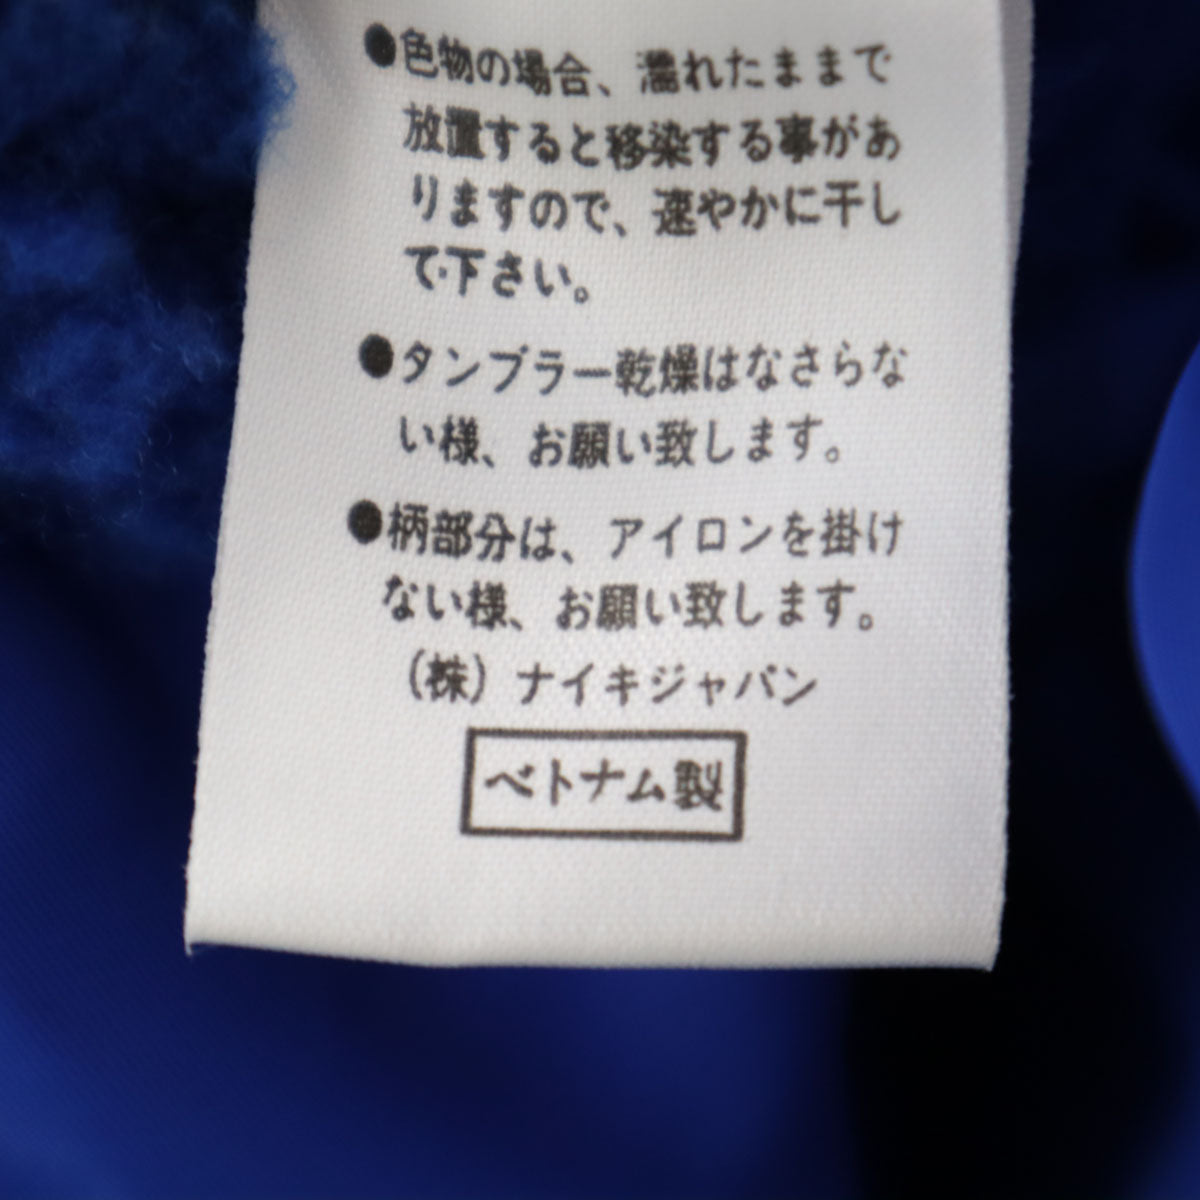 ●色物の場合、濡れたままで
放置すると移染する事があ
りますので、速やかに干し
て下さい。
●タンブラー乾燥はなさらな
い様、お願い致します。
●柄部分は、アイロンを掛け
ない様、お願い致します。
(株)ナイキジャパン
ベトナム製